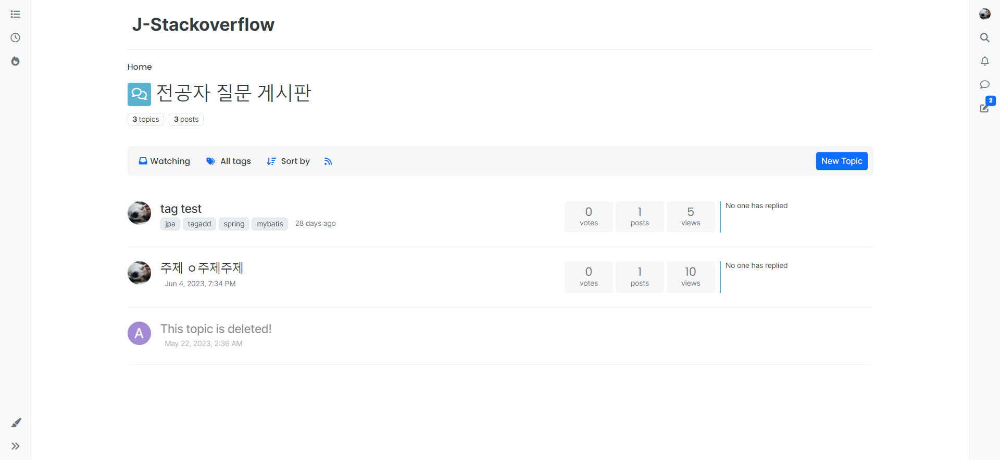 J-Stackoverflow
2
Home
전공자 질문 게시판
3 topics 3 posts
Watching All tags Sort by New Topic
tag test
jpa tagadd spring mybatis 28 days ago
0 votes 1 posts 5 views No one has replied
주제 ㅇ주제주제
Jun 4, 2023, 7:34 PM
0 votes 1 posts 10 views No one has replied
A
This topic is deleted!
May 22, 2023, 2:36 AM